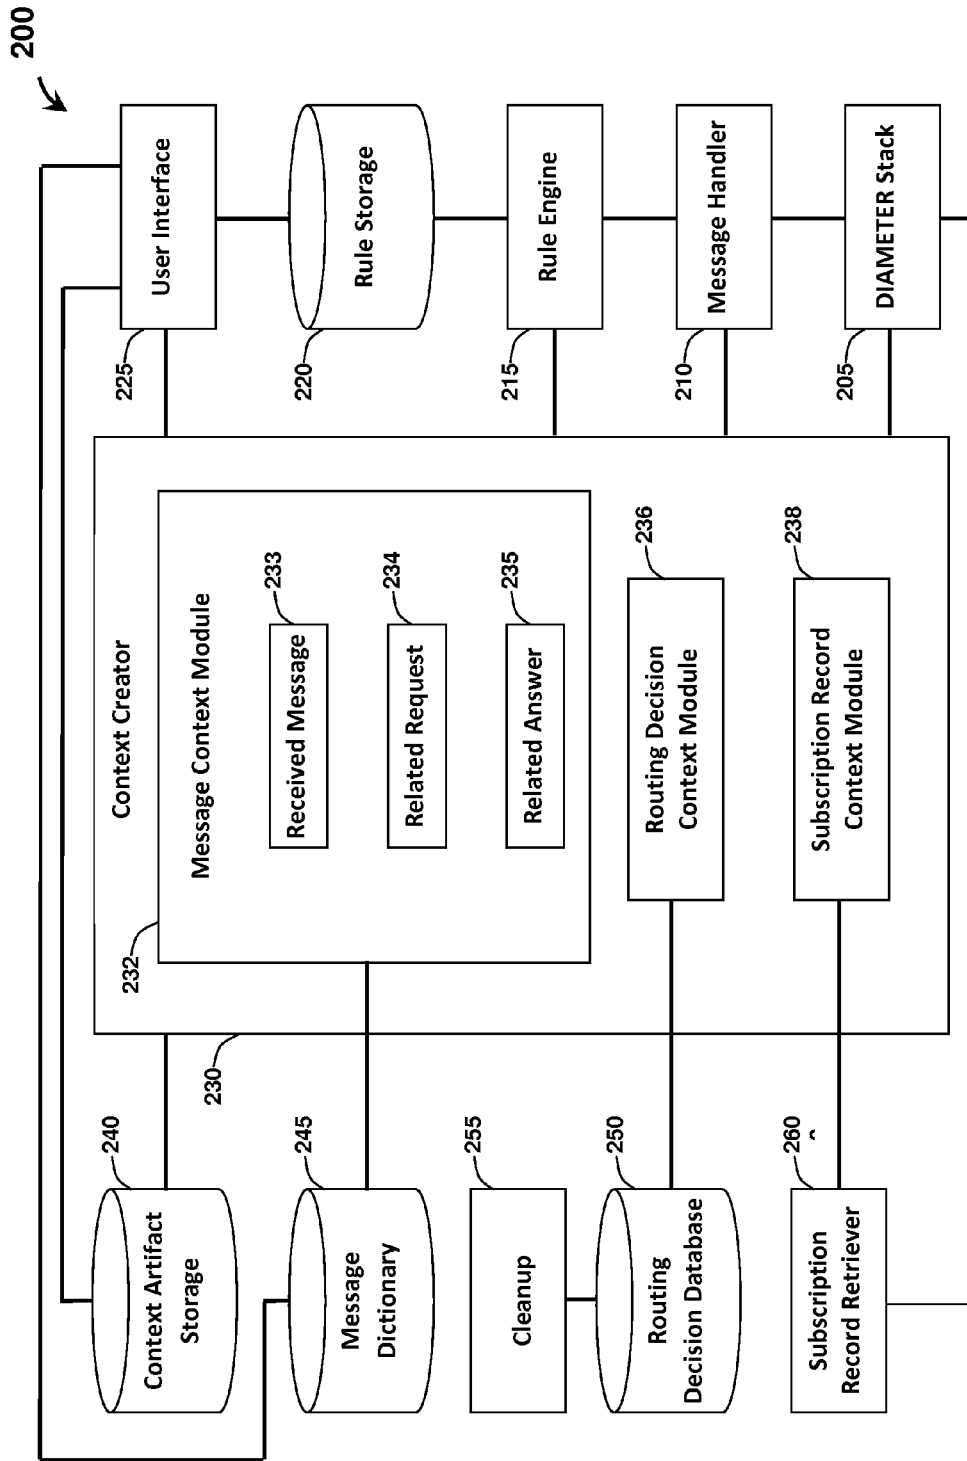 200
Context Artifact
Storage
240
Message
Dictionary
245
Cleanup
255
Routing
Decision Database
250
Subscription
Record Retriever
260
230
Context Creator
232
Message Context Module
Received Message
233
Related Request
234
Related Answer
235
Routing Decision
Context Module
236
Subscription Record
Context Module
238
User Interface
225
Rule Storage
220
Rule Engine
215
Message Handler
210
DIAMETER Stack
205